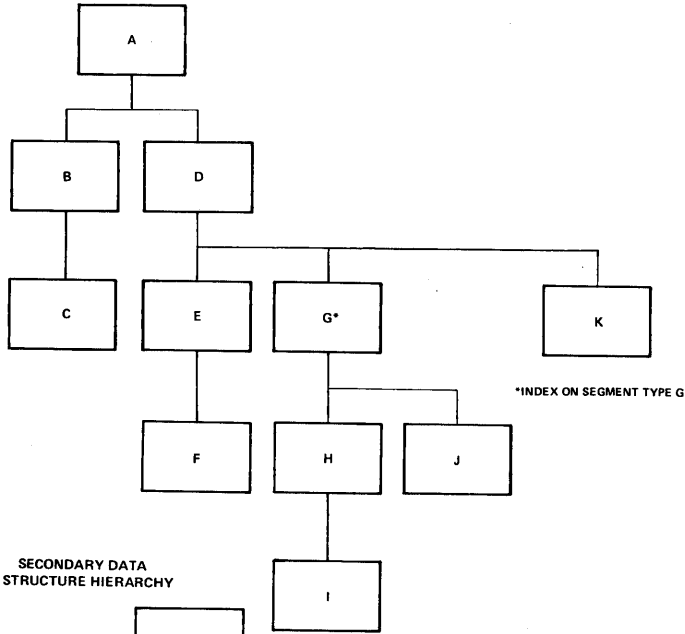 A
B
D
C
E
G*
K
*INDEX ON SEGMENT TYPE G
F
H
J
SECONDARY DATA
STRUCTURE HIERARCHY
I